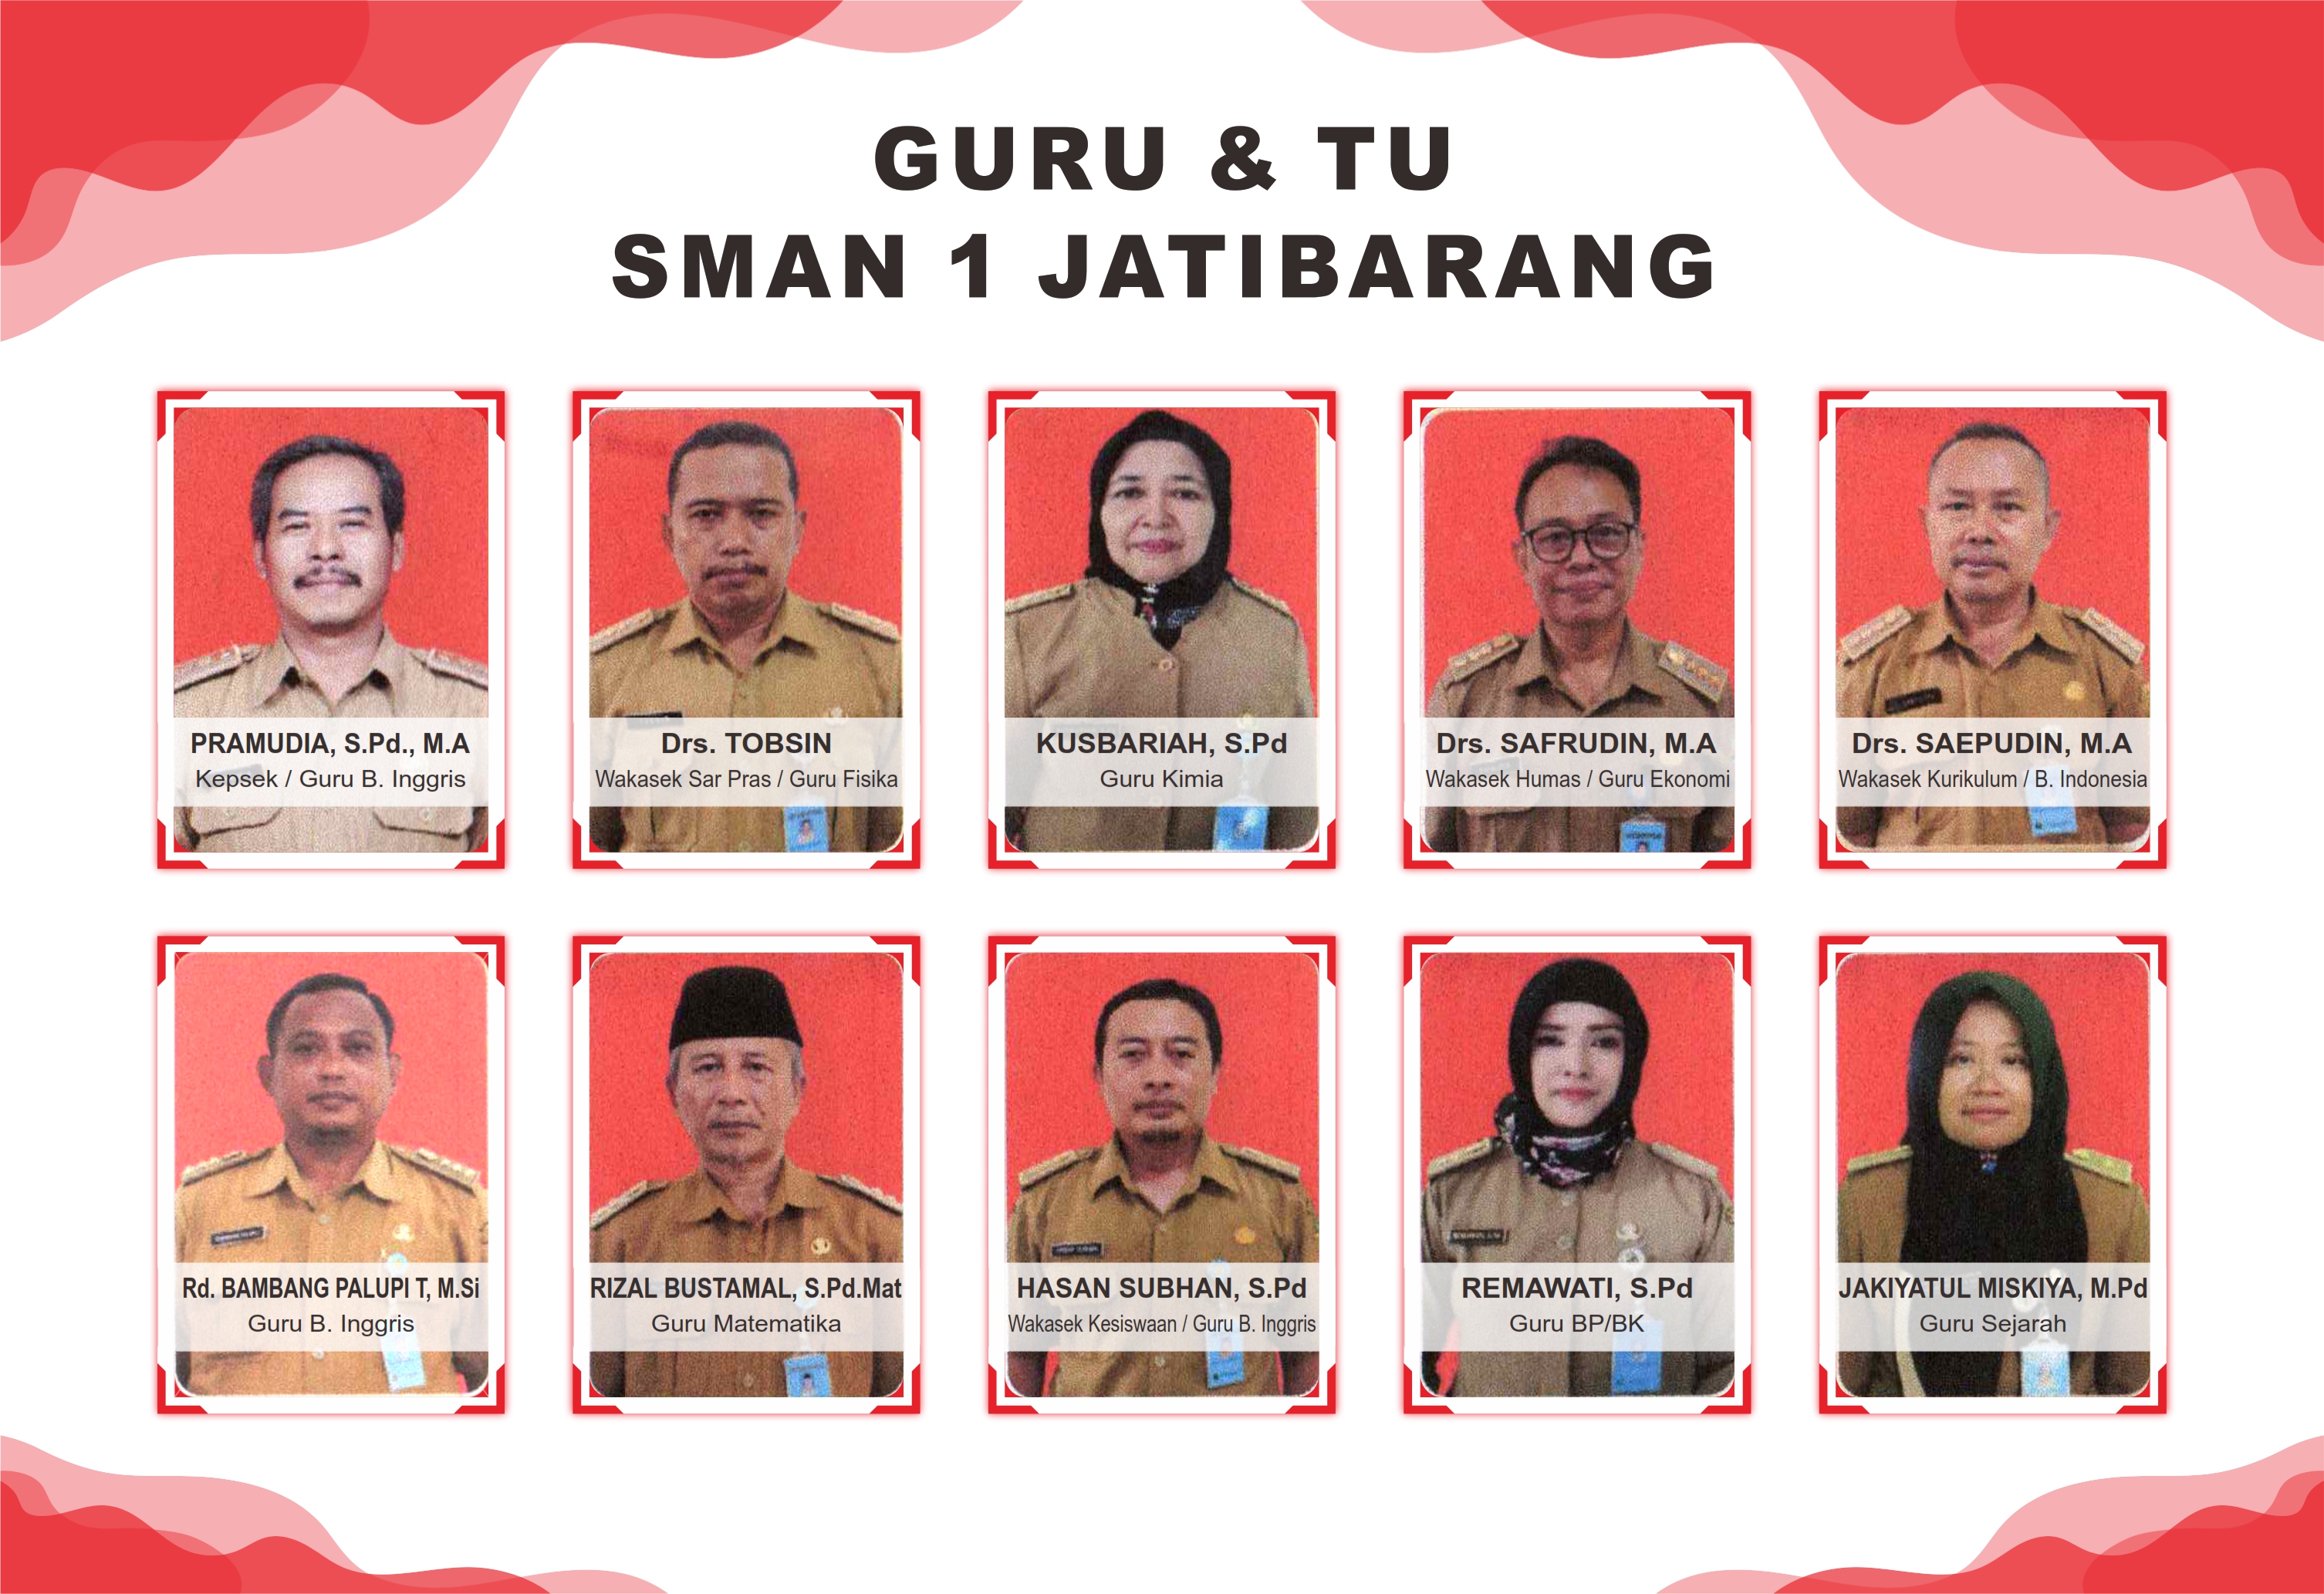 GURU & TU
SMAN 1 JATIBARANG
PRAMUDIA, S.Pd., M.A
Kepsek / Guru B. Inggris
Drs. TOBSIN
Wakasek Sar Pras / Guru Fisika
KUSBARIAH, S.Pd
Guru Kimia
Drs. SAFRUDIN, M.A
Wakasek Humas / Guru Ekonomi
Drs. SAEPUDIN, M.A
Wakasek Kurikulum / B. Indonesia
Rd. BAMBANG PALUPI T, M.Si
Guru B. Inggris
RIZAL BUSTAMAL, S.Pd.Mat
Guru Matematika
HASAN SUBHAN, S.Pd
Wakasek Kesiswaan / Guru B. Inggris
REMAWATI, S.Pd
Guru BP/BK
JAKIYATUL MISKIYA, M.Pd
Guru Sejarah